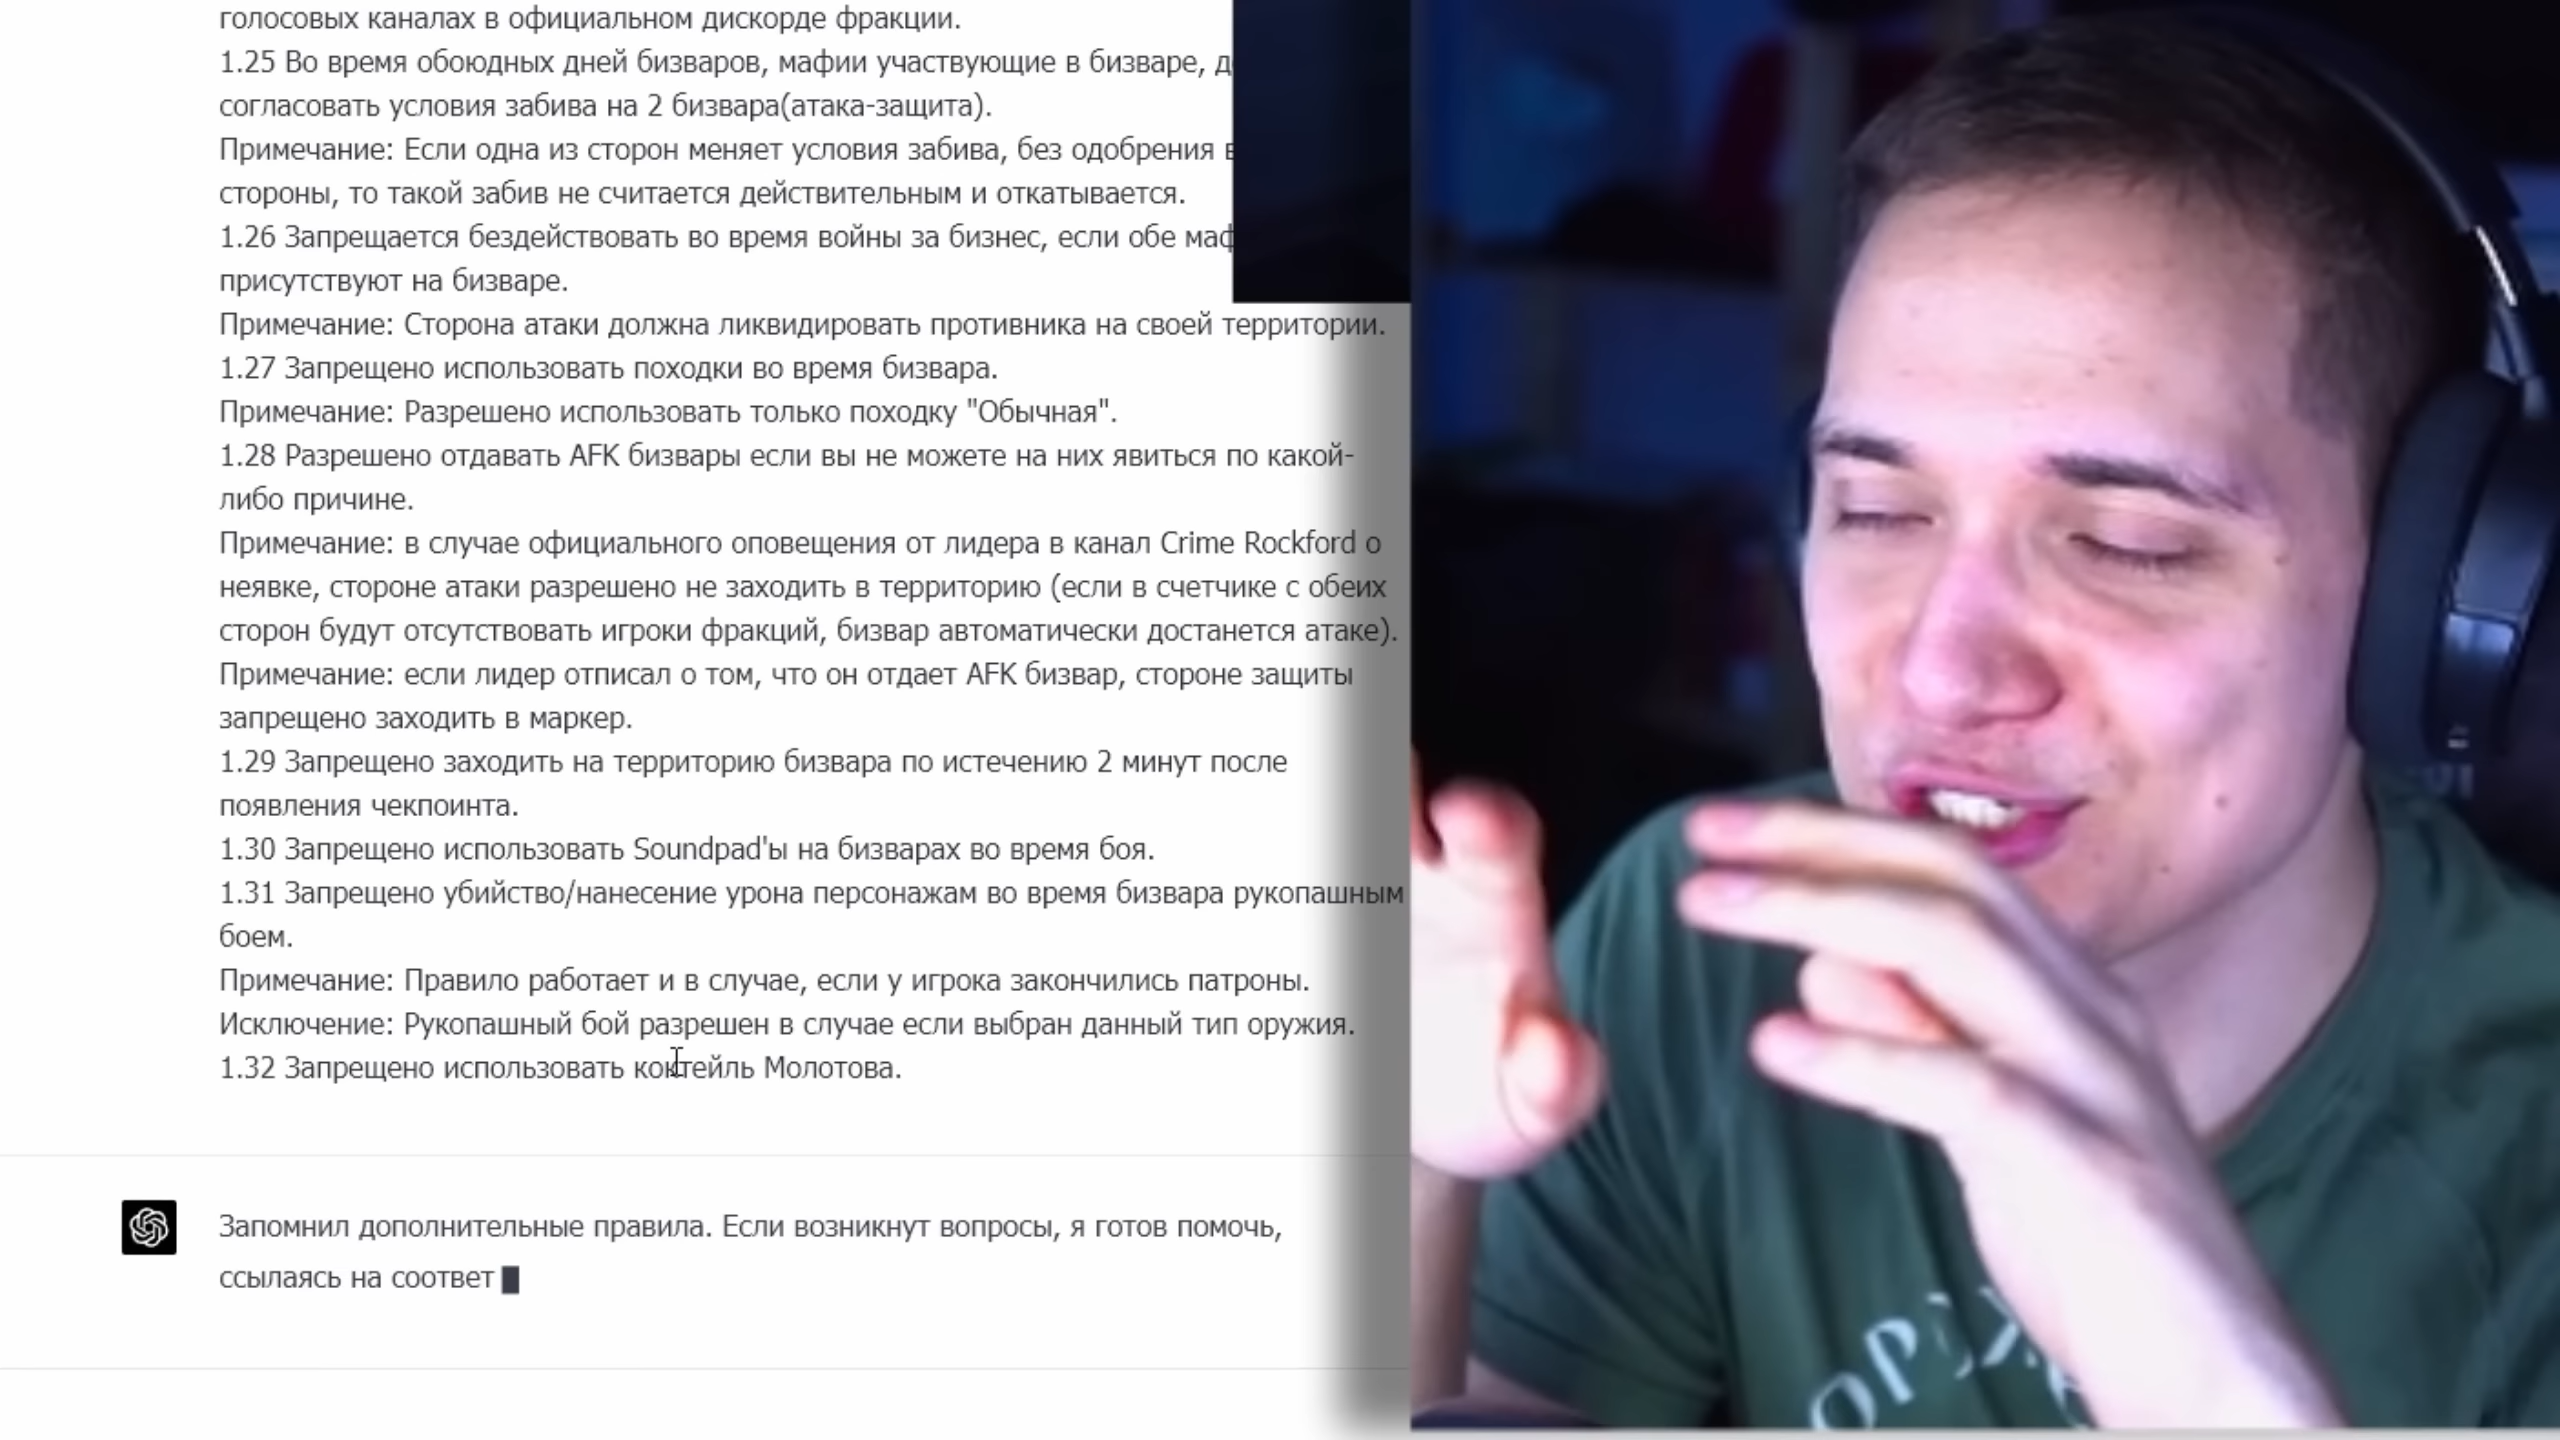 голосовых каналах в официальном дискорде фракции.
1.25 Во время обоюдных дней бизваров, мафии участвующие в бизваре,
согласовать условия забива на 2 бизвара(атака-защита).
Примечание: Если одна из сторон меняет условия забива, без одобрения
стороны, то такой забив не считается действительным и откатывается.
1.26 Запрещается бездействовать во время войны за бизнес, если обе
присутствуют на бизваре.
Примечание: Сторона атаки должна ликвидировать противника на своей территории.
1.27 Запрещено использовать походки во время бизвара.
Примечание: Разрешено использовать только походку "Обычная".
1.28 Разрешено отдавать AFK бизвары если вы не можете на них явиться по какой-
либо причине.
Примечание: в случае официального оповещения от лидера в канал Crime Rockford о
неявке, стороне атаки разрешено не заходить в территорию (если в счетчике с обеих
сторон будут отсутствовать игроки фракций, бизвар автоматически достанется атаке).
Примечание: если лидер отписал о том, что он отдает AFK бизвар, стороне защиты
запрещено заходить в маркер.
1.29 Запрещено заходить на территорию бизвара по истечению 2 минут после
появления чекпоинта.
1.30 Запрещено использовать Soundpad'ы на бизварах во время боя.
1.31 Запрещено убийство/нанесение урона персонажам во время бизвара рукопашным
боем.
Примечание: Правило работает и в случае, если у игрока закончились патроны.
Исключение: Рукопашный бой разрешен в случае если выбран данный тип оружия.
1.32 Запрещено использовать коктейль Молотова.
Запомнил дополнительные правила. Если возникнут вопросы, я готов помочь,
ссылаясь на соответ